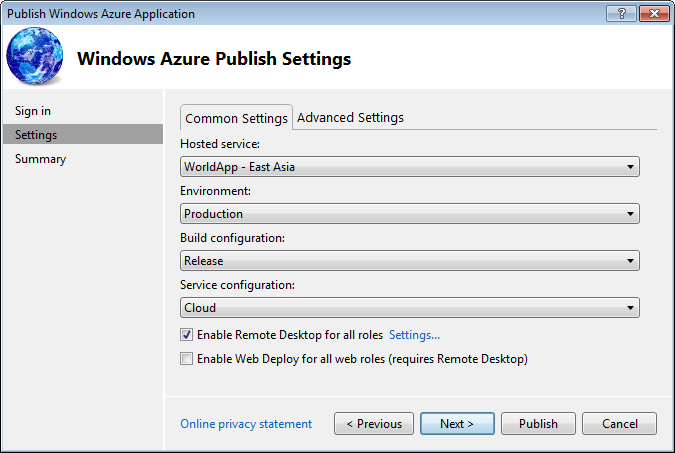 Publish Windows Azure Application
?
Windows Azure Publish Settings
Sign in
Settings
Summary
Common Settings
Advanced Settings
Hosted service:
WorldApp - East Asia
Environment:
Production
Build configuration:
Release
Service configuration:
Cloud
Enable Remote Desktop for all roles Settings...
Enable Web Deploy for all web roles (requires Remote Desktop)
Online privacy statement
< Previous
Next >
Publish
Cancel